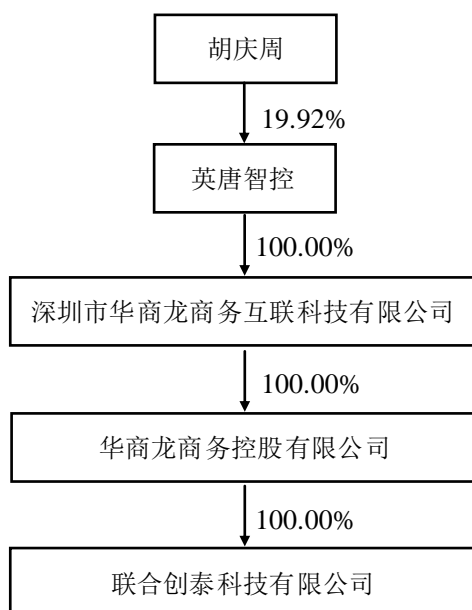 胡庆周
19.92%
英唐智控
100.00%
深圳市华商龙商务互联科技有限公司
100.00%
华商龙商务控股有限公司
100.00%
联合创泰科技有限公司